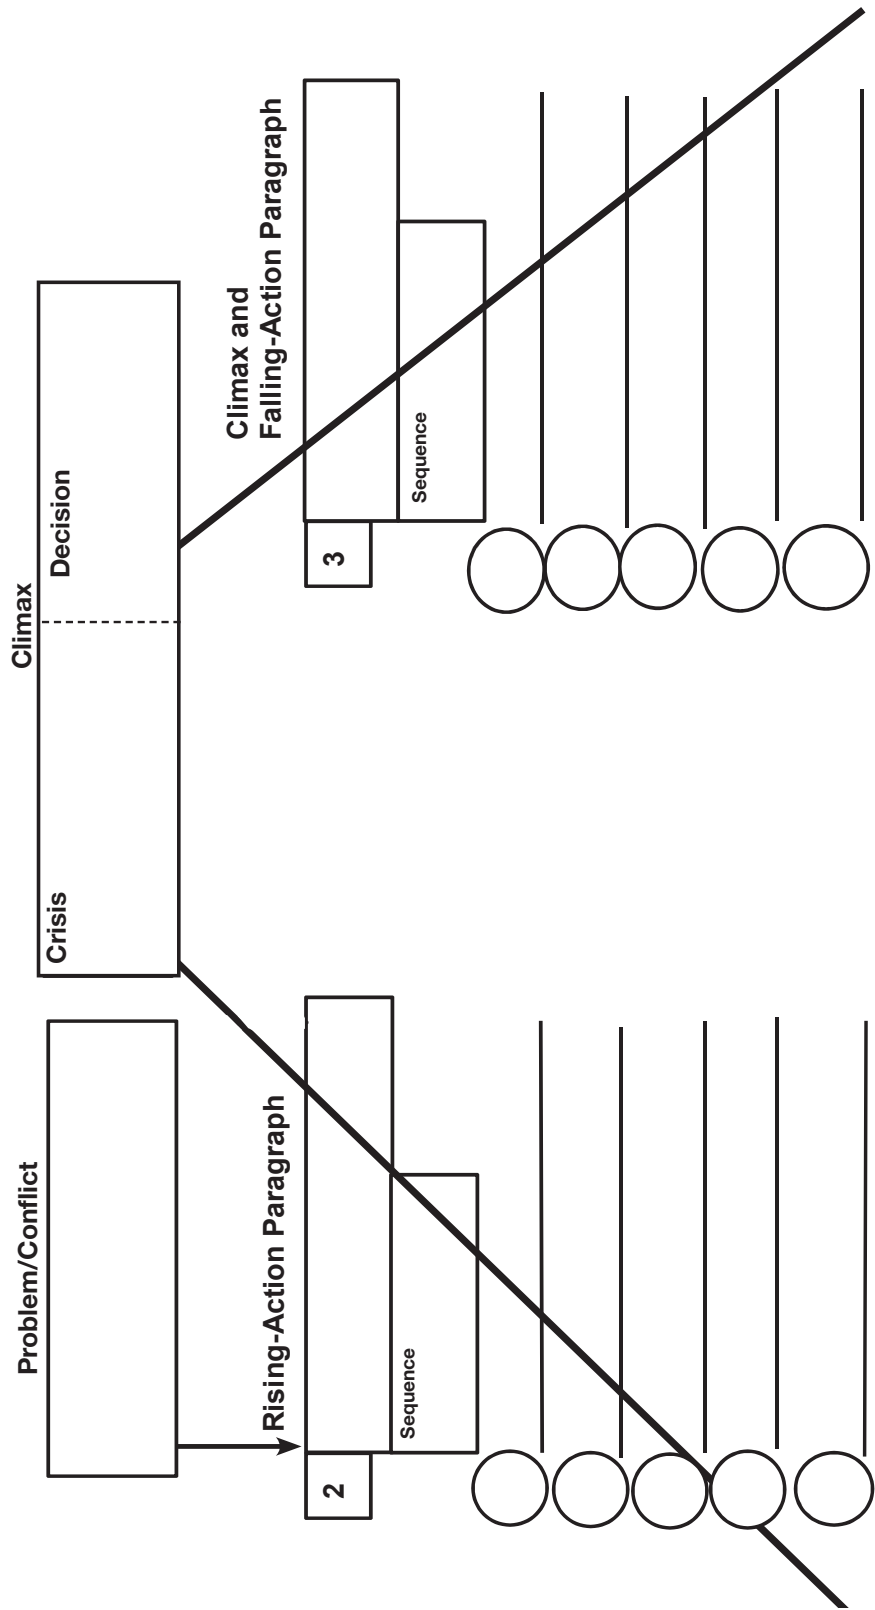 Problem/Conflict
Climax
Crisis
Decision
Rising-Action Paragraph
2
Sequence
Climax and
Falling-Action Paragraph
3
Sequence